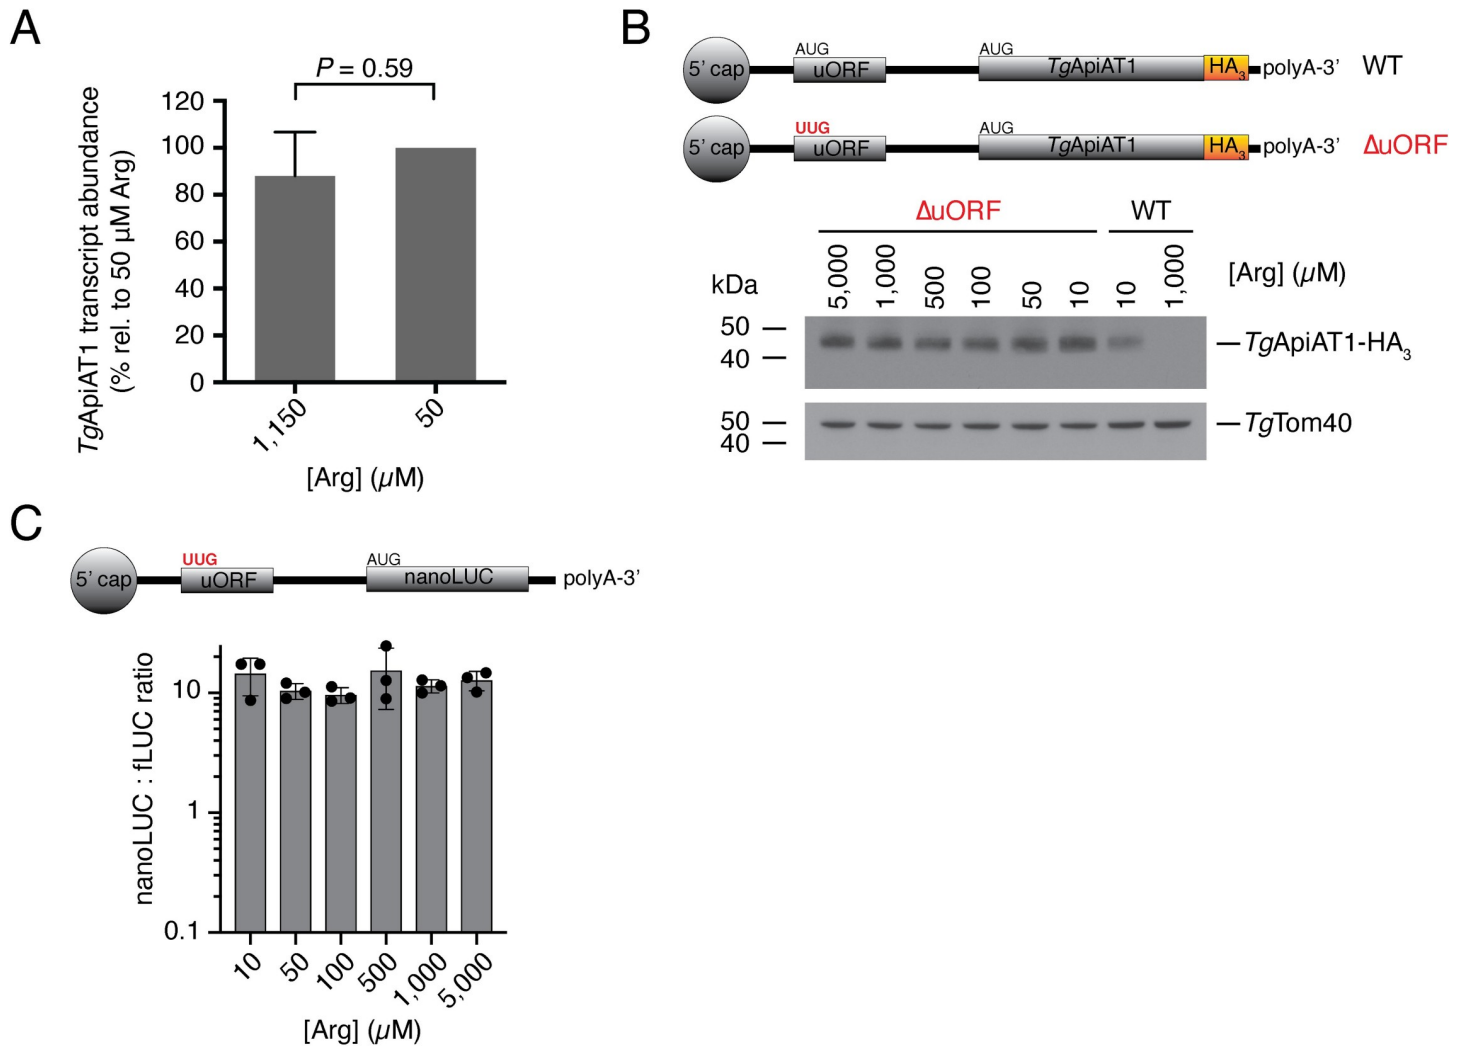 A
P = 0.59
TgApiAT1 transcript abundance
(% rel. to 50 µM Arg)
120
100
80
60
40
20
0
1,150
50
[Arg] (µM)
B
AUG
AUG
5' cap
uORF
TgApiAT1
HA3
polyA-3'
WT
UUG
AUG
5' cap
uORF
TgApiAT1
HA3
polyA-3'
ΔuORF
ΔuORF
WT
kDa
5,000
1,000
500
100
50
10
10
1,000
[Arg] (µM)
50
40
TgApiAT1-HA3
50
40
TgTom40
C
UUG
AUG
5' cap
uORF
nanoLUC
polyA-3'
nanoLUC : fLUC ratio
10
1
0.1
10
50
100
500
1,000
5,000
[Arg] (µM)